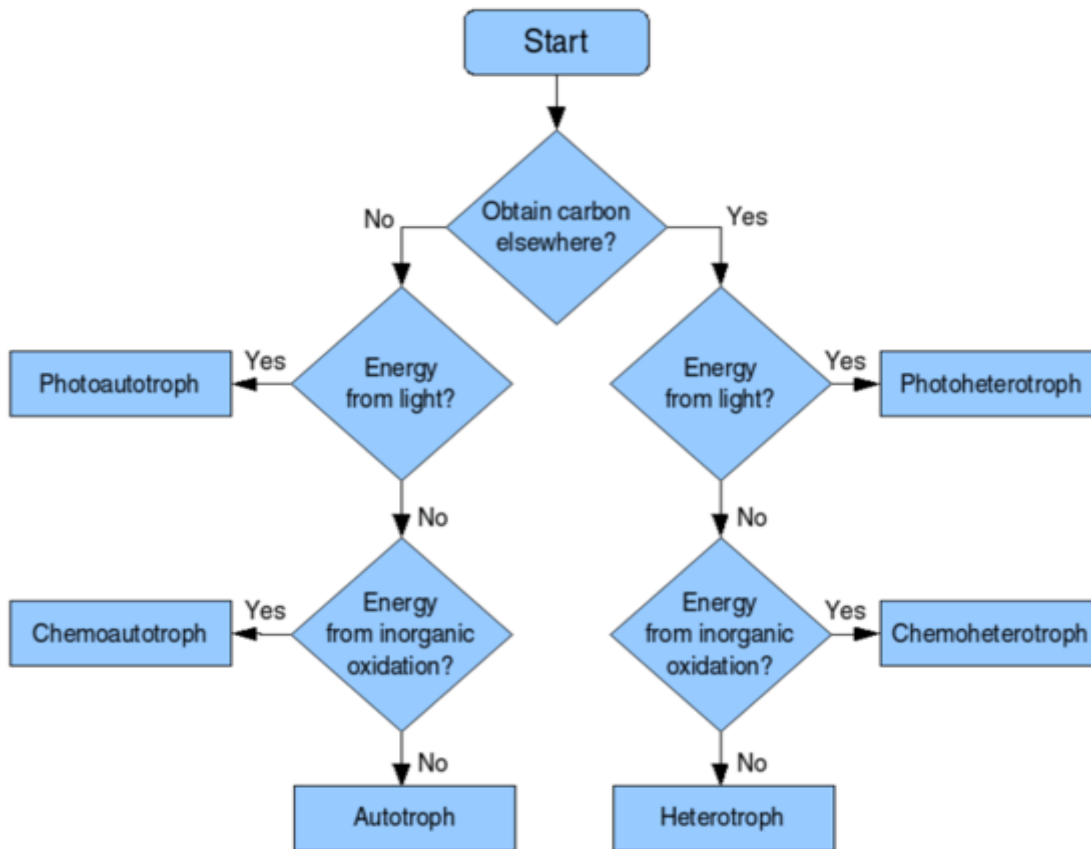 Start
Obtain carbon
elsewhere?
No
Yes
Energy
from light?
Yes
Photoautotroph
Energy
from light?
Yes
Photoheterotroph
No
No
Energy
from inorganic
oxidation?
Yes
Chemoautotroph
Energy
from inorganic
oxidation?
Yes
Chemoheterotroph
No
No
Autotroph
Heterotroph